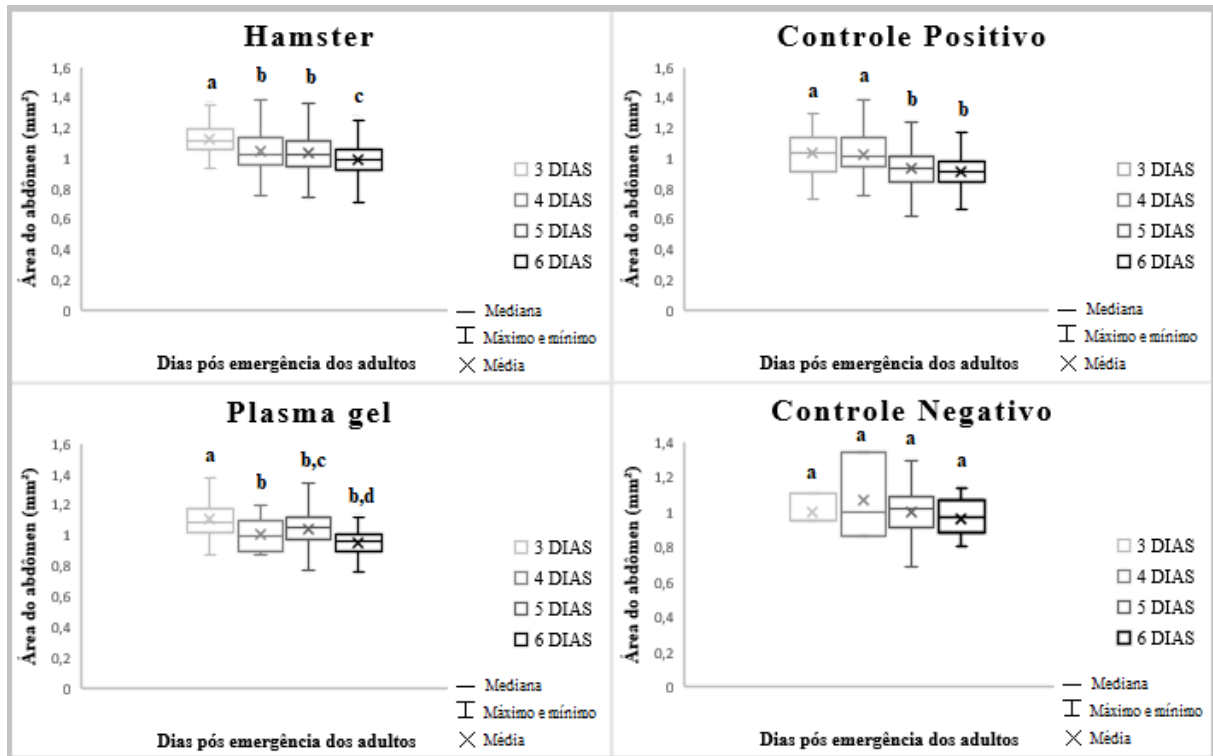 Hamster
1,6
1,4
1,2
1
0,8
0,6
0,4
0,2
0
Área do abdômen (mm²)
a
b
b
c
3 DIAS
4 DIAS
5 DIAS
6 DIAS
Mediana
Máximo e mínimo
Média
Dias pós emergência dos adultos
Controle Positivo
1,6
1,4
1,2
1
0,8
0,6
0,4
0,2
0
Área do abdômen (mm²)
a
a
b
b
3 DIAS
4 DIAS
5 DIAS
6 DIAS
Mediana
Máximo e mínimo
Média
Dias pós emergência dos adultos
Plasma gel
1,6
1,4
1,2
1
0,8
0,6
0,4
0,2
0
Área do abdômen (mm²)
a
b
b,c
b,d
3 DIAS
4 DIAS
5 DIAS
6 DIAS
Mediana
Máximo e mínimo
Média
Dias pós emergência dos adultos
Controle Negativo
1,4
1,2
1
0,8
0,6
0,4
0,2
0
Área do abdômen (mm²)
a
a
a
a
3 DIAS
4 DIAS
5 DIAS
6 DIAS
Mediana
Máximo e mínimo
Média
Dias pós emergência dos adultos